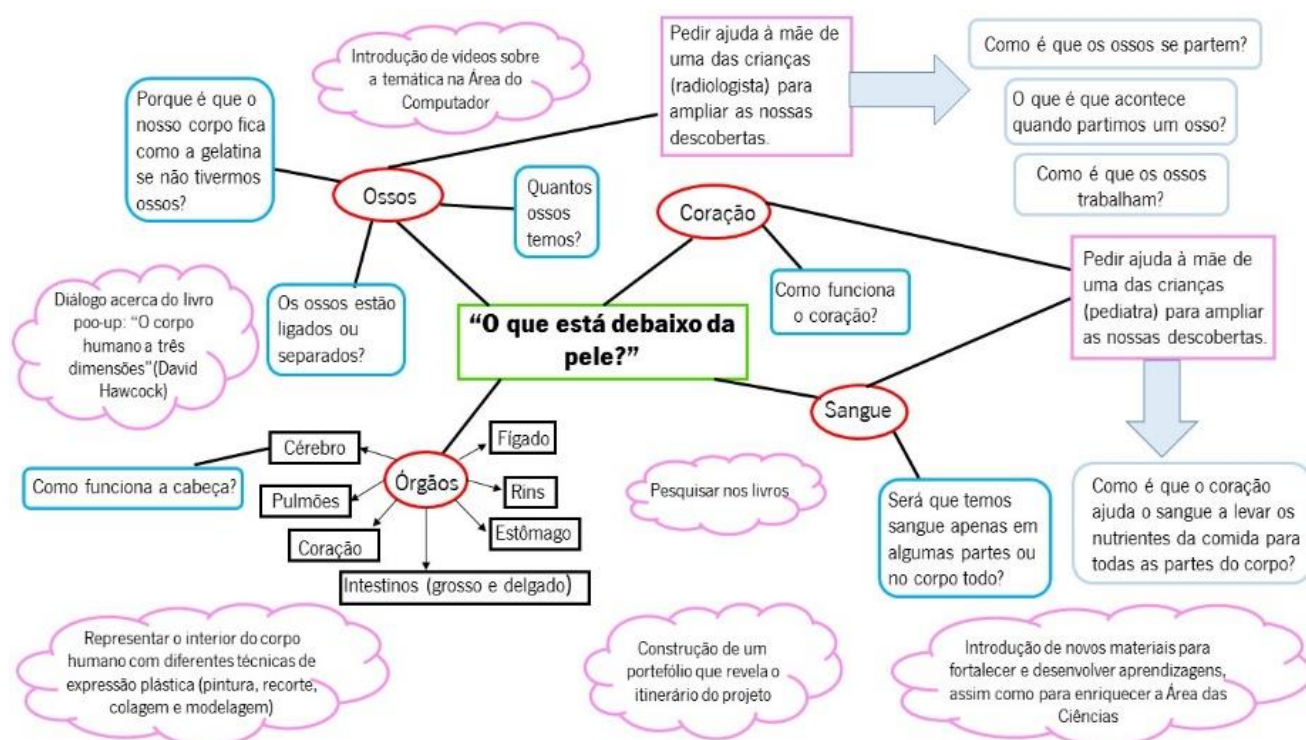 Introdução de vídeos sobre
a temática na Área do
Computador
Pedir ajuda à mãe de
uma das crianças
(radiologista) para
ampliar as nossas
descobertas.
Como é que os ossos se partem?
O que é que acontece
quando partimos um osso?
Como é que os ossos
trabalham?
Porque é que o
nosso corpo fica
como a gelatina
se não tivermos
ossos?
Ossos
Quantos
ossos
temos?
Coração
Pedir ajuda à mãe de
uma das crianças
(pediatra) para ampliar
as nossas descobertas.
Diálogo acerca do livro
poo-up: “O corpo
humano a três
dimensões”(David
Hawcock)
Os ossos estão
ligados ou
separados?
“O que está debaixo da
pele?”
Como funciona
o coração?
Sangue
Cérebro
Fígado
Como funciona a cabeça?
Órgãos
Pulmões
Rins
Coração
Estômago
Intestinos (grosso e delgado)
Pesquisar nos livros
Será que temos
sangue apenas em
algumas partes ou
no corpo todo?
Como é que o coração
ajuda o sangue a levar os
nutrientes da comida para
todas as partes do corpo?
Representar o interior do corpo
humano com diferentes técnicas de
expressão plástica (pintura, recorte,
colagem e modelagem)
Construção de um
portefólio que revela o
itinerário do projeto
Introdução de novos materiais para
fortalecer e desenvolver aprendizagens,
assim como para enriquecer a Área das
Ciências